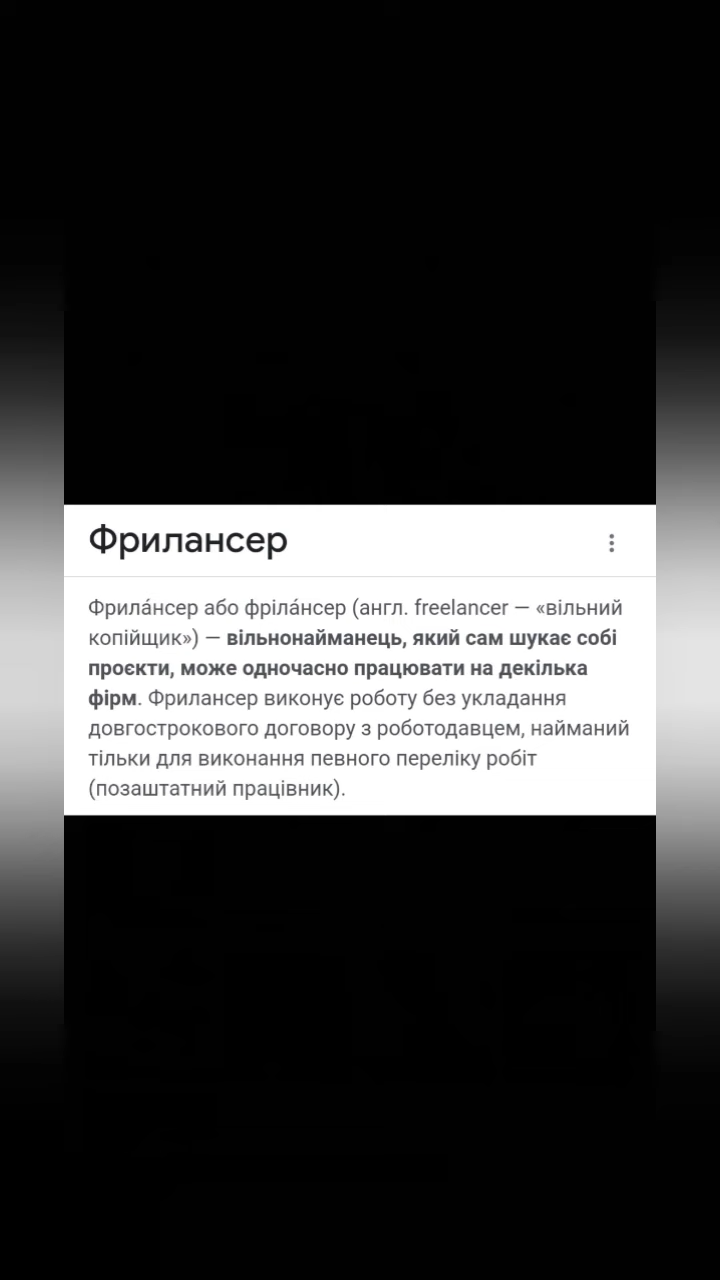 Фрилансер
Фрила́нсер або фріла́нсер (англ. freelancer — «вільний
копійщик») — вільнонайманець, який сам шукає собі
проєкти, може одночасно працювати на декілька
фірм. Фрилансер виконує роботу без укладання
довгострокового договору з роботодавцем, найманий
тільки для виконання певного переліку робіт
(позаштатний працівник).